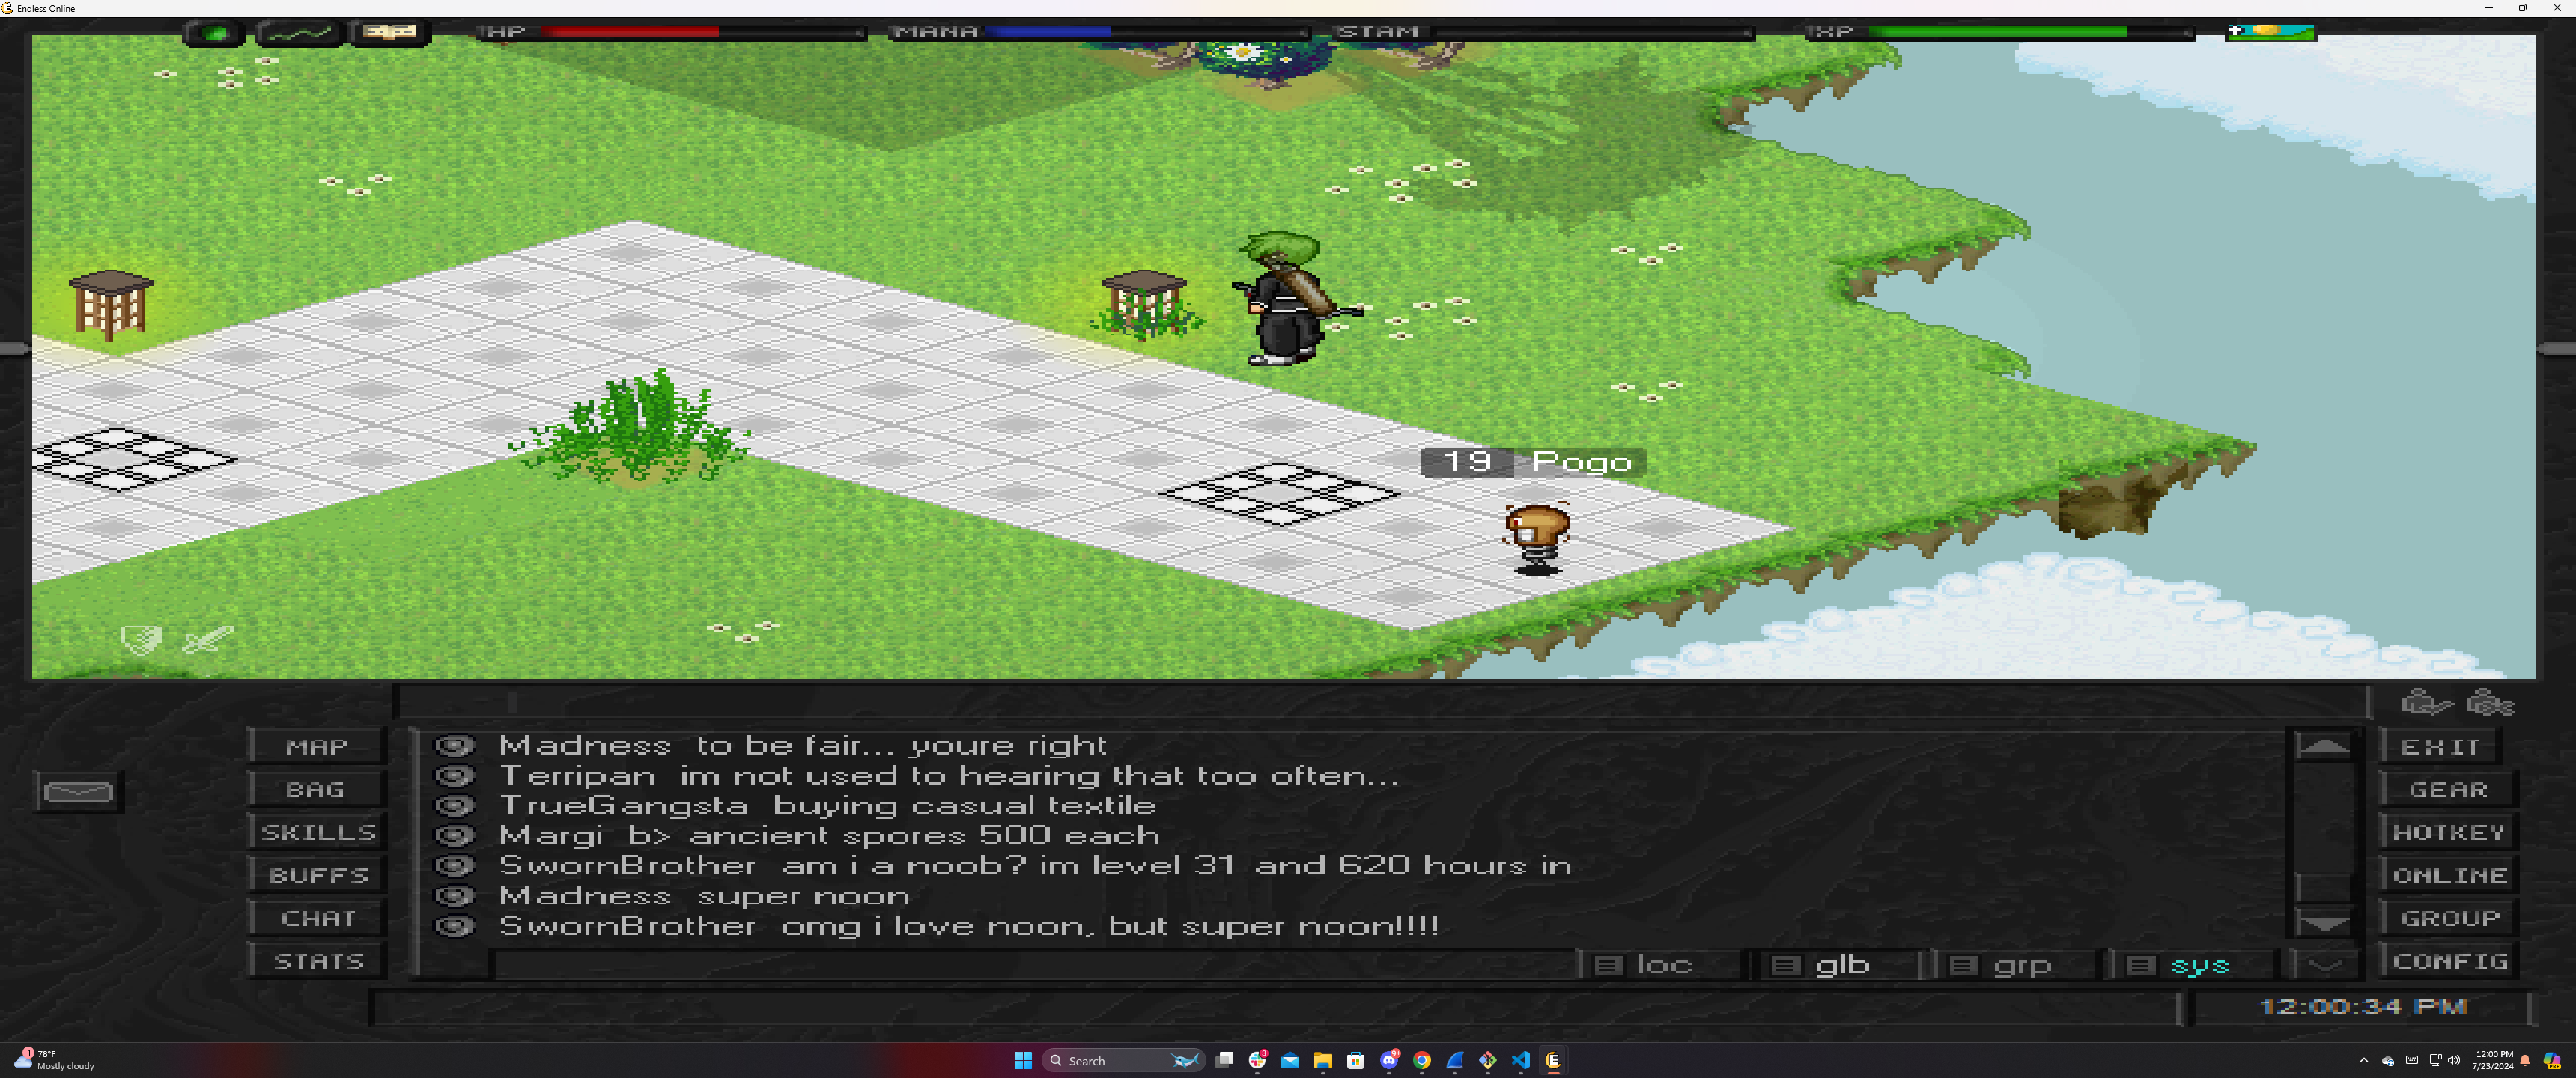 Endless Online
HP
MANA
STAM
XP
19 Pogo
MAP
BAG
SKILLS
BUFFS
CHAT
STATS
Madness to be fair... youre right
Terripan im not used to hearing that too often...
TrueGangsta buying casual textile
Margi b> ancient spores 500 each
SwornBrother am i a noob? im level 31 and 620 hours in
Madness super noon
SwornBrother omg i love noon, but super noon!!!!
loc
glb
grp
sys
EXIT
GEAR
HOTKEY
ONLINE
GROUP
CONFIG
12:00:34 PM
1
78°F
Mostly cloudy
Search
3
9+
12:00 PM
7/23/2024